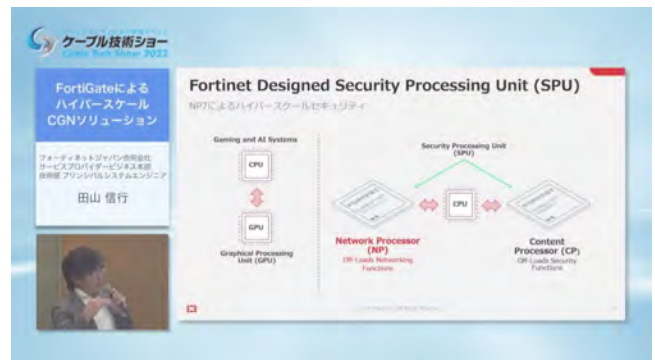 ケーブル技術ショー
Cable Tech Show 2022
FortiGateによる
ハイパースケール
CGNソリューション
フォーティネットジャパン合同会社
サービスプロバイダービジネス本部
技術部 プリンシパルシステムエンジニア
田山 信行
Fortinet Designed Security Processing Unit (SPU)
NP7によるハイパースケールセキュリティ
Gaming and AI Systems
CPU
GPU
Graphical Processing
Unit (GPU)
Security Processing Unit
(SPU)
CPU
Network Processor
(NP)
Off-Loads Networking
Functions
Content
Processor (CP)
Off-Loads Security
Functions